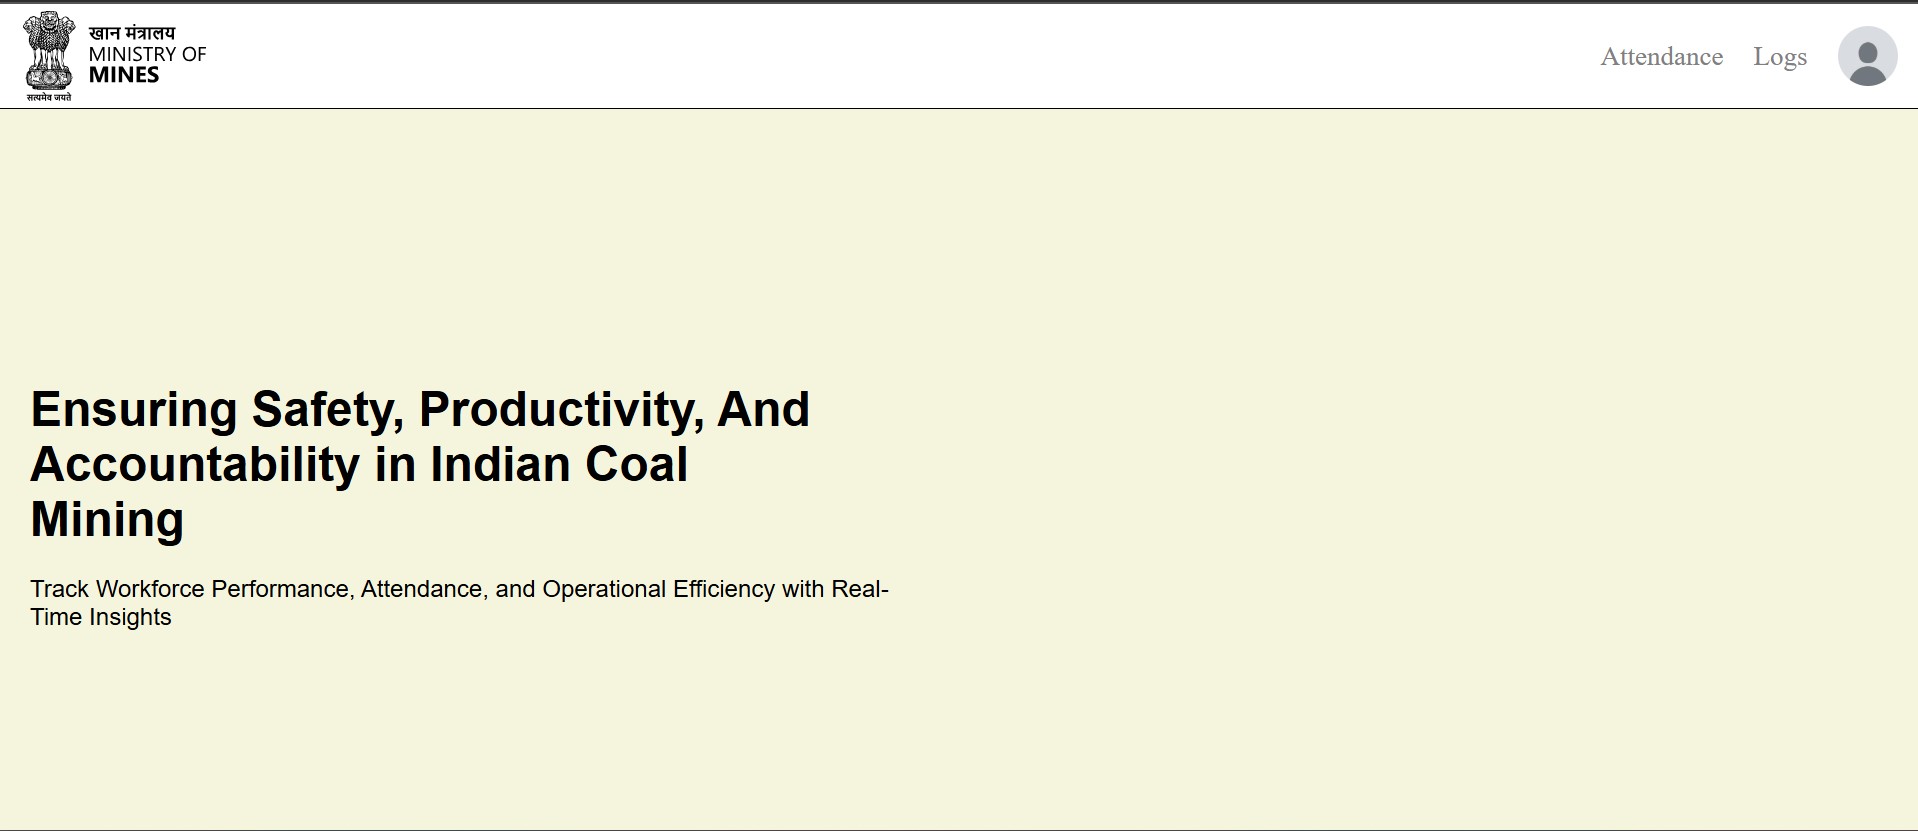 खान मंत्रालय
MINISTRY OF
MINES
सत्यमेव जयते
Attendance Logs
Ensuring Safety, Productivity, And
Accountability in Indian Coal
Mining
Track Workforce Performance, Attendance, and Operational Efficiency with Real-
Time Insights